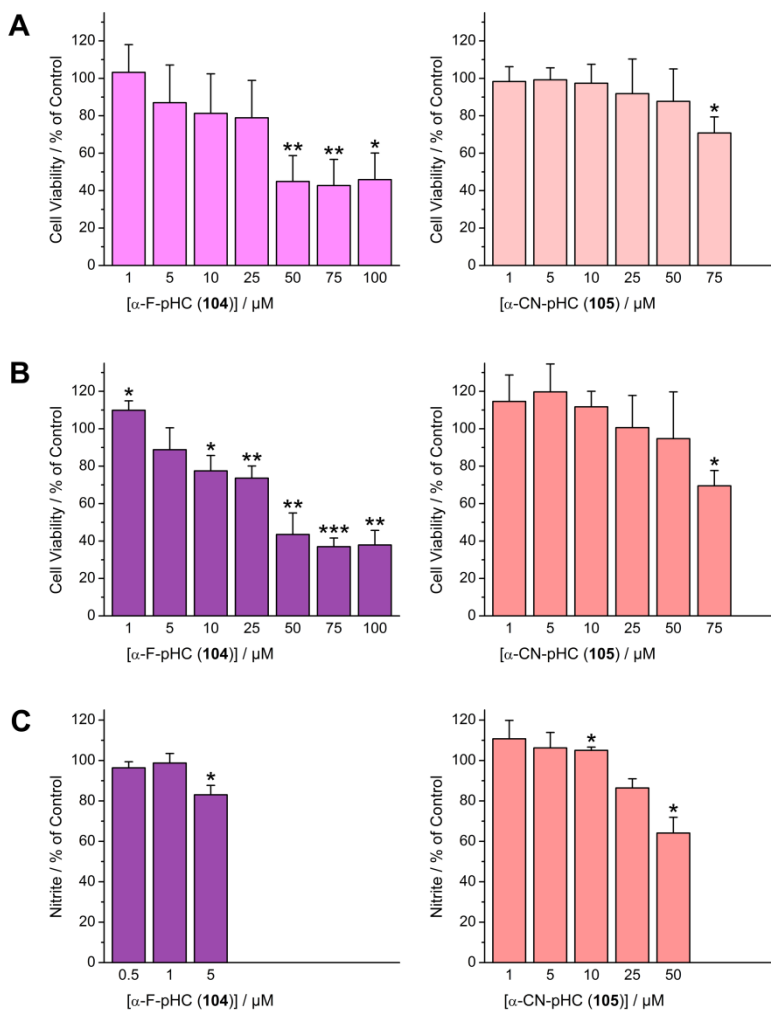 A
120
100
80
60
40
20
0
Cell Viability / % of Control
** ** *
1 5 10 25 50 75 100
[α-F-pHC (104)] / µM
120
100
80
60
40
20
0
Cell Viability / % of Control
*
1 5 10 25 50 75
[α-CN-pHC (105) / µM
B
120
100
80
60
40
20
0
Cell Viability / % of Control
* * ** ** *** **
1 5 10 25 50 75 100
[α-F-pHC (104)] / µM
120
100
80
60
40
20
0
Cell Viability / % of Control
*
1 5 10 25 50 75
[α-CN-pHC (105) / µM
C
120
100
80
60
40
20
0
Nitrite / % of Control
*
0.5 1 5
[α-F-pHC (104)] / µM
120
100
80
60
40
20
0
Nitrite / % of Control
* *
1 5 10 25 50
[α-CN-pHC (105)] / µM